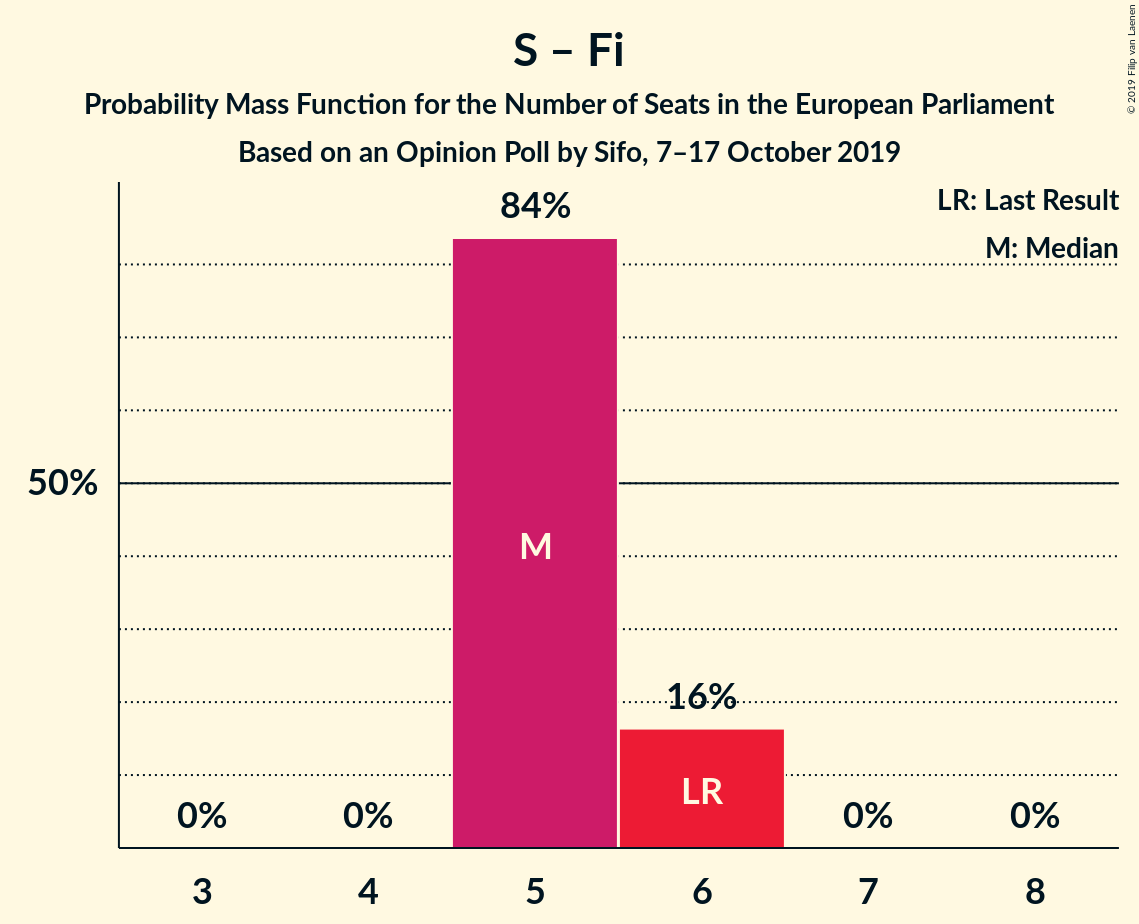 S – Fi
Probability Mass Function for the Number of Seats in the European Parliament
Based on an Opinion Poll by Sifo, 7–17 October 2019
© 2019 Filip van Laenen
LR: Last Result
M: Median
84%
50%
M
16%
LR
0%
0%
0%
0%
3
4
5
6
7
8